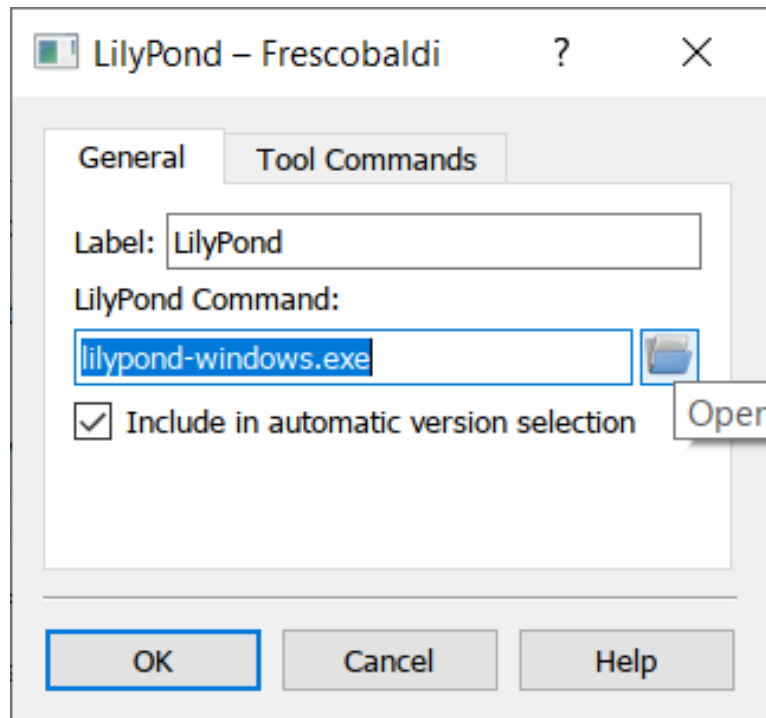 LilyPond – Frescobaldi ?
General Tool Commands
Label: LilyPond
LilyPond Command:
lilypond-windows.exe
Include in automatic version selection
Open
OK Cancel Help